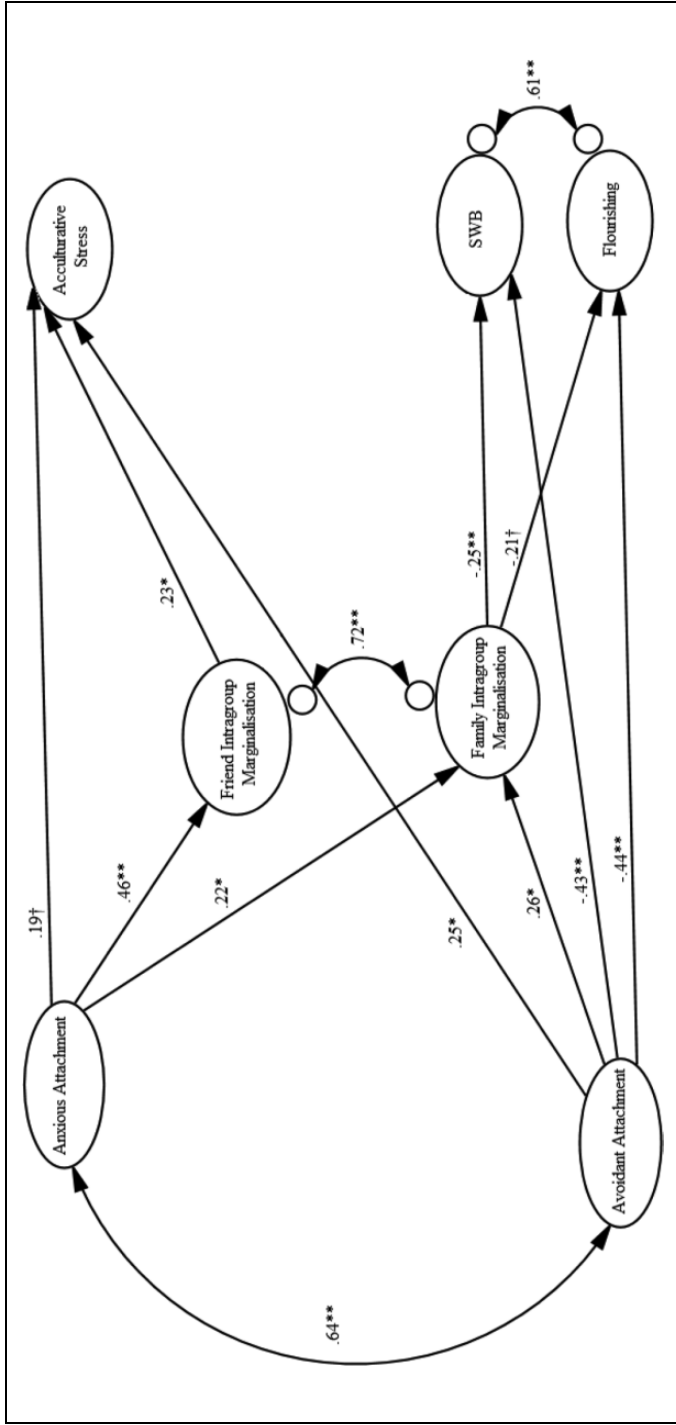 Anxious Attachment
Acculturative
Stress
.19†
.46**
.23*
Friend Intragroup
Marginalisation
.22*
.64**
.72**
.25*
Family Intragroup
Marginalisation
-.25**
SWB
.61**
.26*
-.21†
-.43**
Flourishing
-.44**
Avoidant Attachment